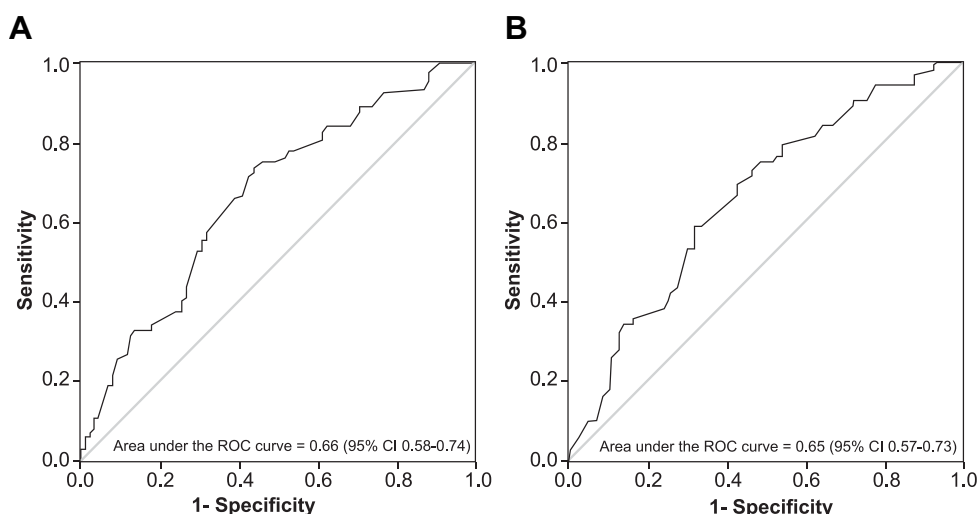 A
B
1.0
0.8
0.6
0.4
0.2
0.0
Sensitivity
Area under the ROC curve = 0.66 (95% CI 0.58-0.74)
0.0 0.2 0.4 0.6 0.8 1.0
1- Specificity
1.0
0.8
0.6
0.4
0.2
0.0
Sensitivity
Area under the ROC curve = 0.65 (95% CI 0.57-0.73)
0.0 0.2 0.4 0.6 0.8 1.0
1- Specificity